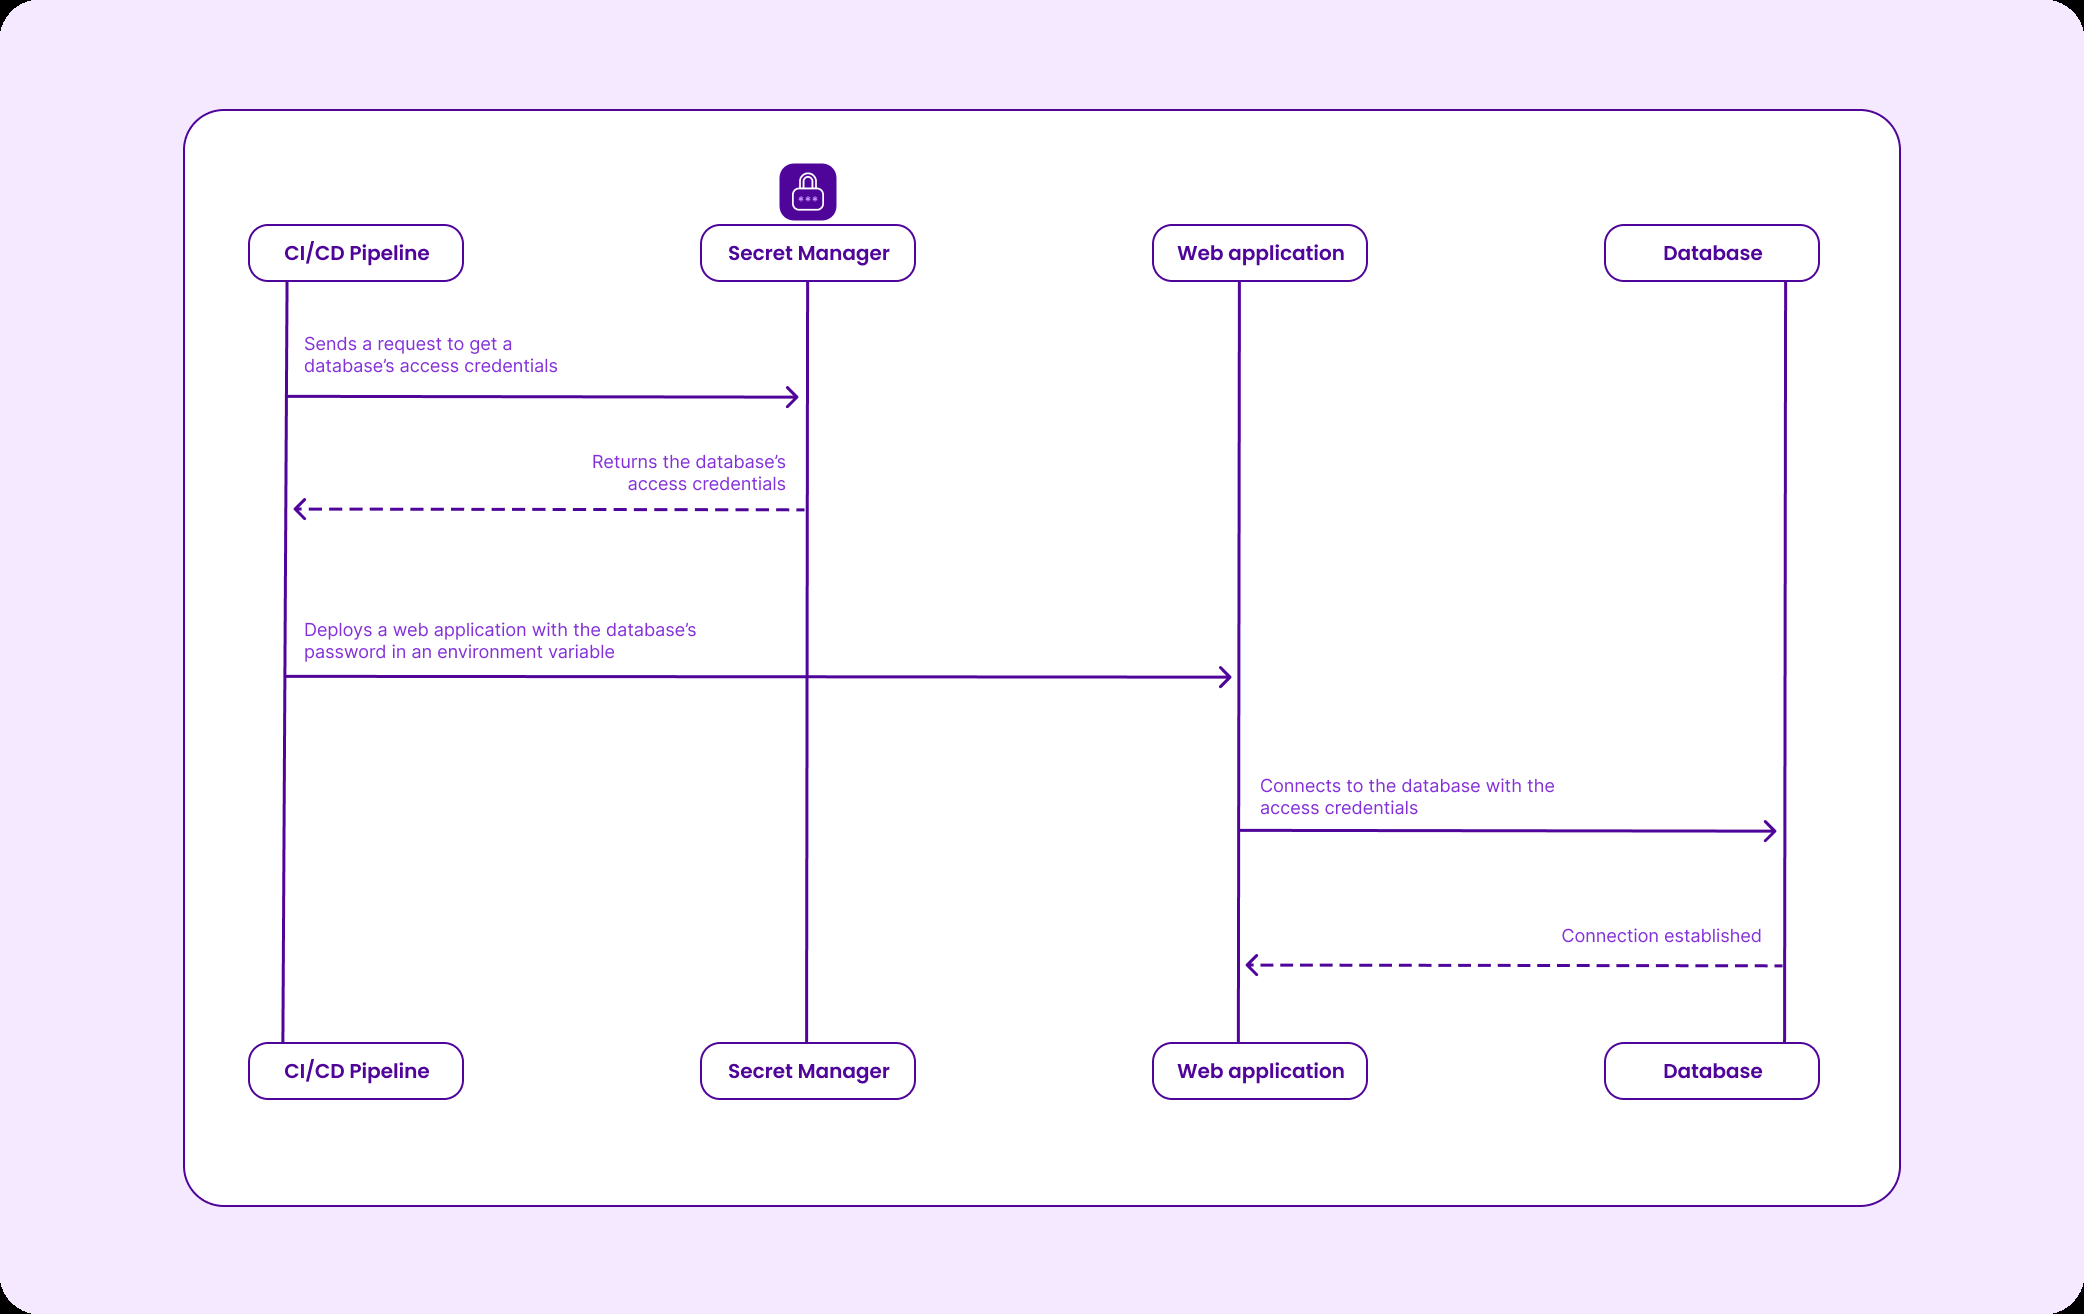 CI/CD Pipeline
Secret Manager
Web application
Database
Sends a request to get a
database’s access credentials
Returns the database’s
access credentials
Deploys a web application with the database’s
password in an environment variable
Connects to the database with the
access credentials
Connection established
CI/CD Pipeline
Secret Manager
Web application
Database